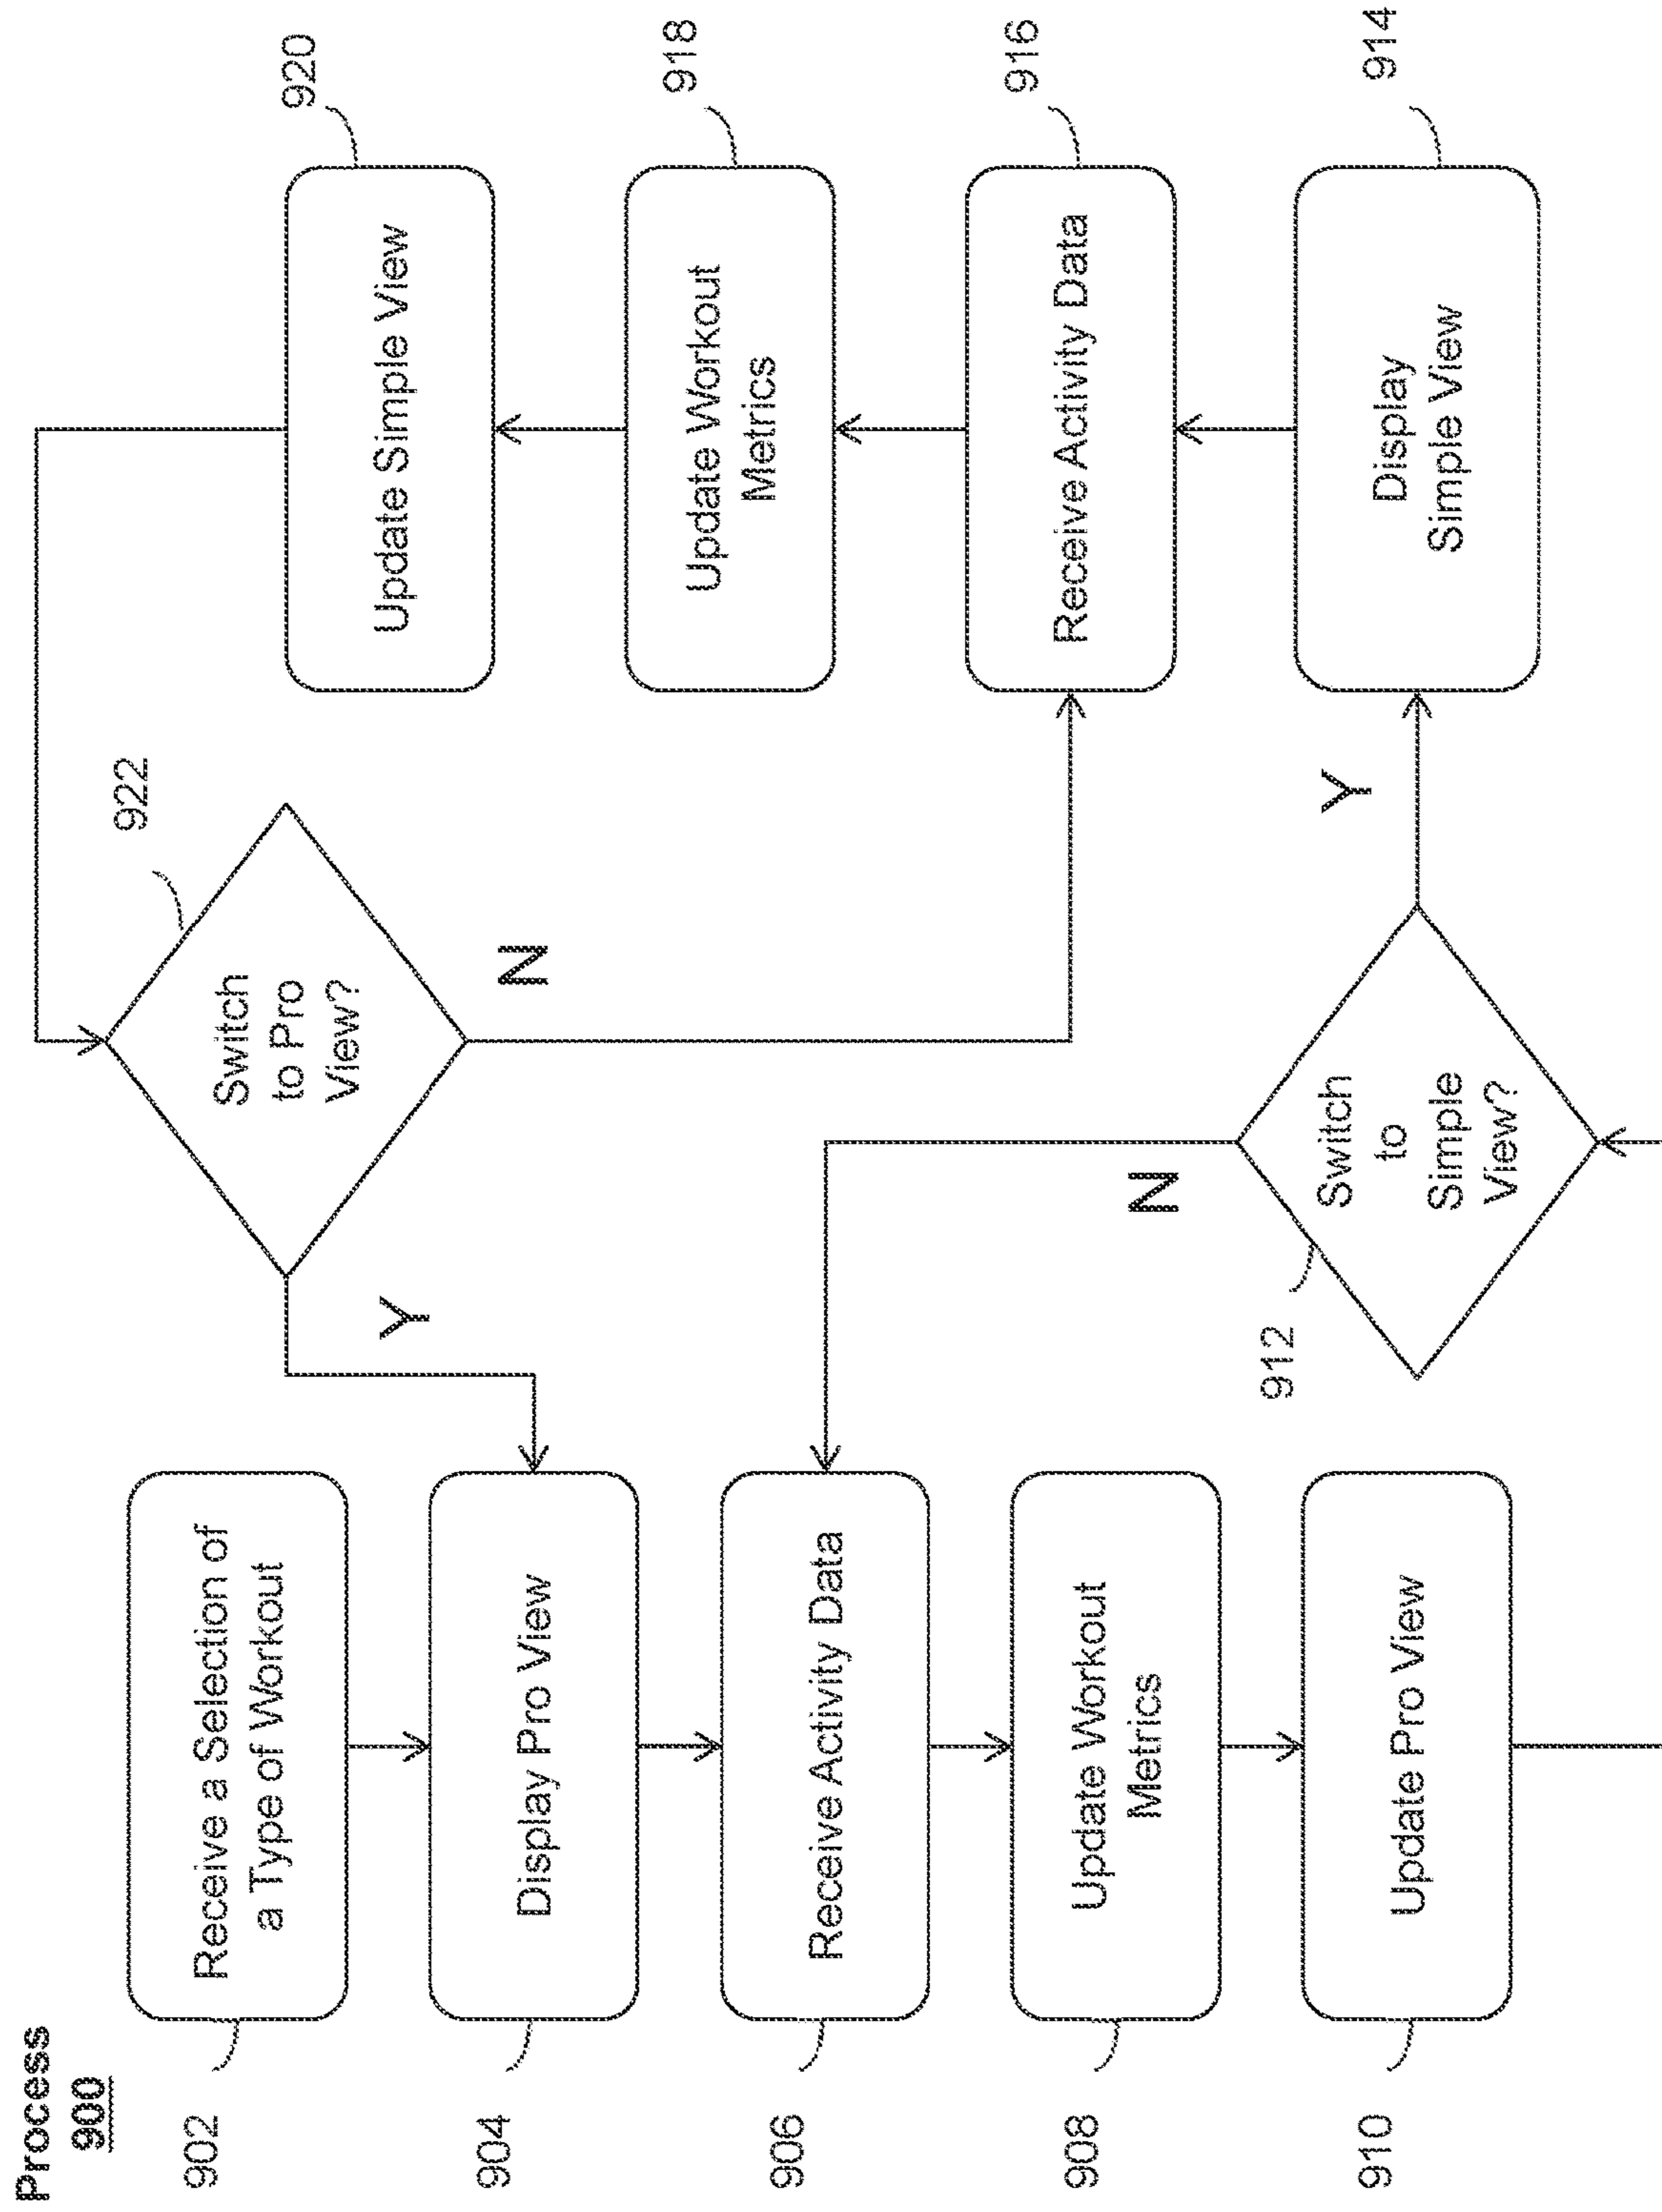 Process
900
902
Receive a Selection of
a Type of Workout
904
Display Pro View
906
Receive Activity Data
908
Update Workout
Metrics
910
Update Pro View
912
Switch
to
Simple
View?
N
Y
914
Display
Simple View
916
Receive Activity Data
918
Update Workout
Metrics
920
Update Simple View
922
Switch
to Pro
View?
Y
N